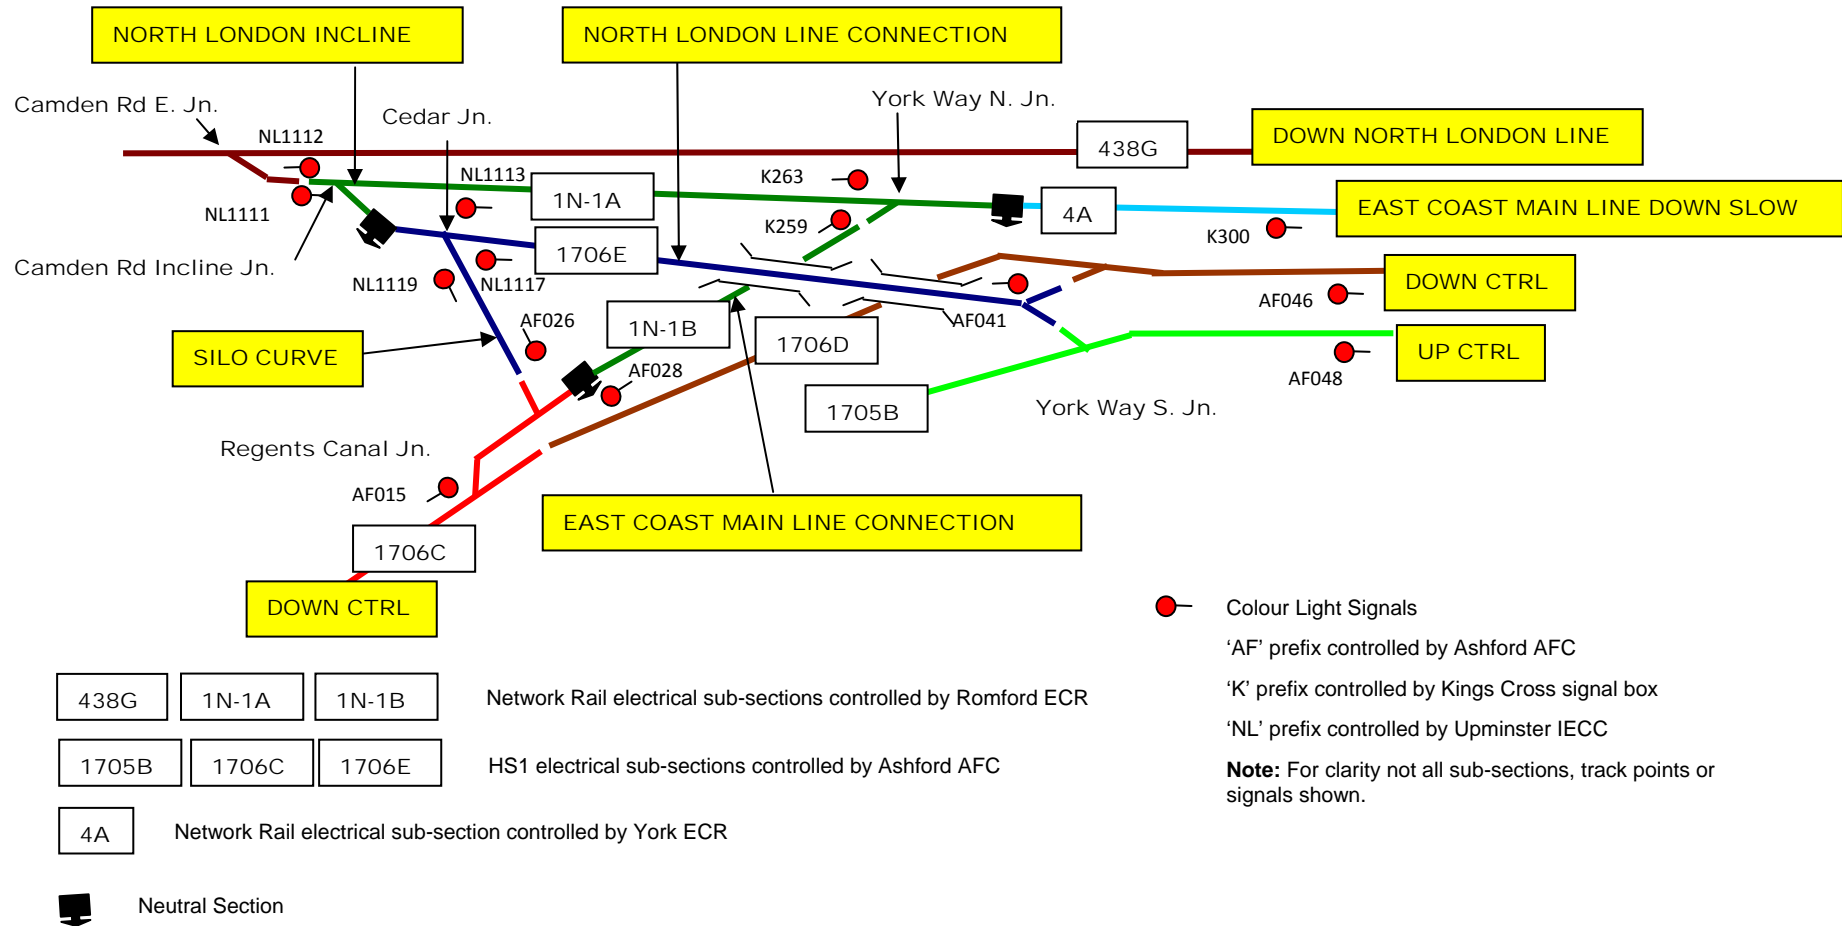 NORTH LONDON INCLINE
NORTH LONDON LINE CONNECTION
Camden Rd E. Jn.
NL1112
Cedar Jn.
York Way N. Jn.
438G
DOWN NORTH LONDON LINE
NL1111
NL1113
1N-1A
K263
K259
4A
K300
EAST COAST MAIN LINE DOWN SLOW
Camden Rd Incline Jn.
1706E
NL1119
NL1117
AF046
DOWN CTRL
SILO CURVE
AF026
1N-1B
1706D
AF041
UP CTRL
AF028
AF048
1705B
York Way S. Jn.
Regents Canal Jn.
AF015
EAST COAST MAIN LINE CONNECTION
1706C
DOWN CTRL
Colour Light Signals
'AF' prefix controlled by Ashford AFC
'K' prefix controlled by Kings Cross signal box
'NL' prefix controlled by Upminster IECC
Note: For clarity not all sub-sections, track points or
signals shown.
438G 1N-1A 1N-1B Network Rail electrical sub-sections controlled by Romford ECR
1705B 1706C 1706E HS1 electrical sub-sections controlled by Ashford AFC
4A Network Rail electrical sub-section controlled by York ECR
Neutral Section